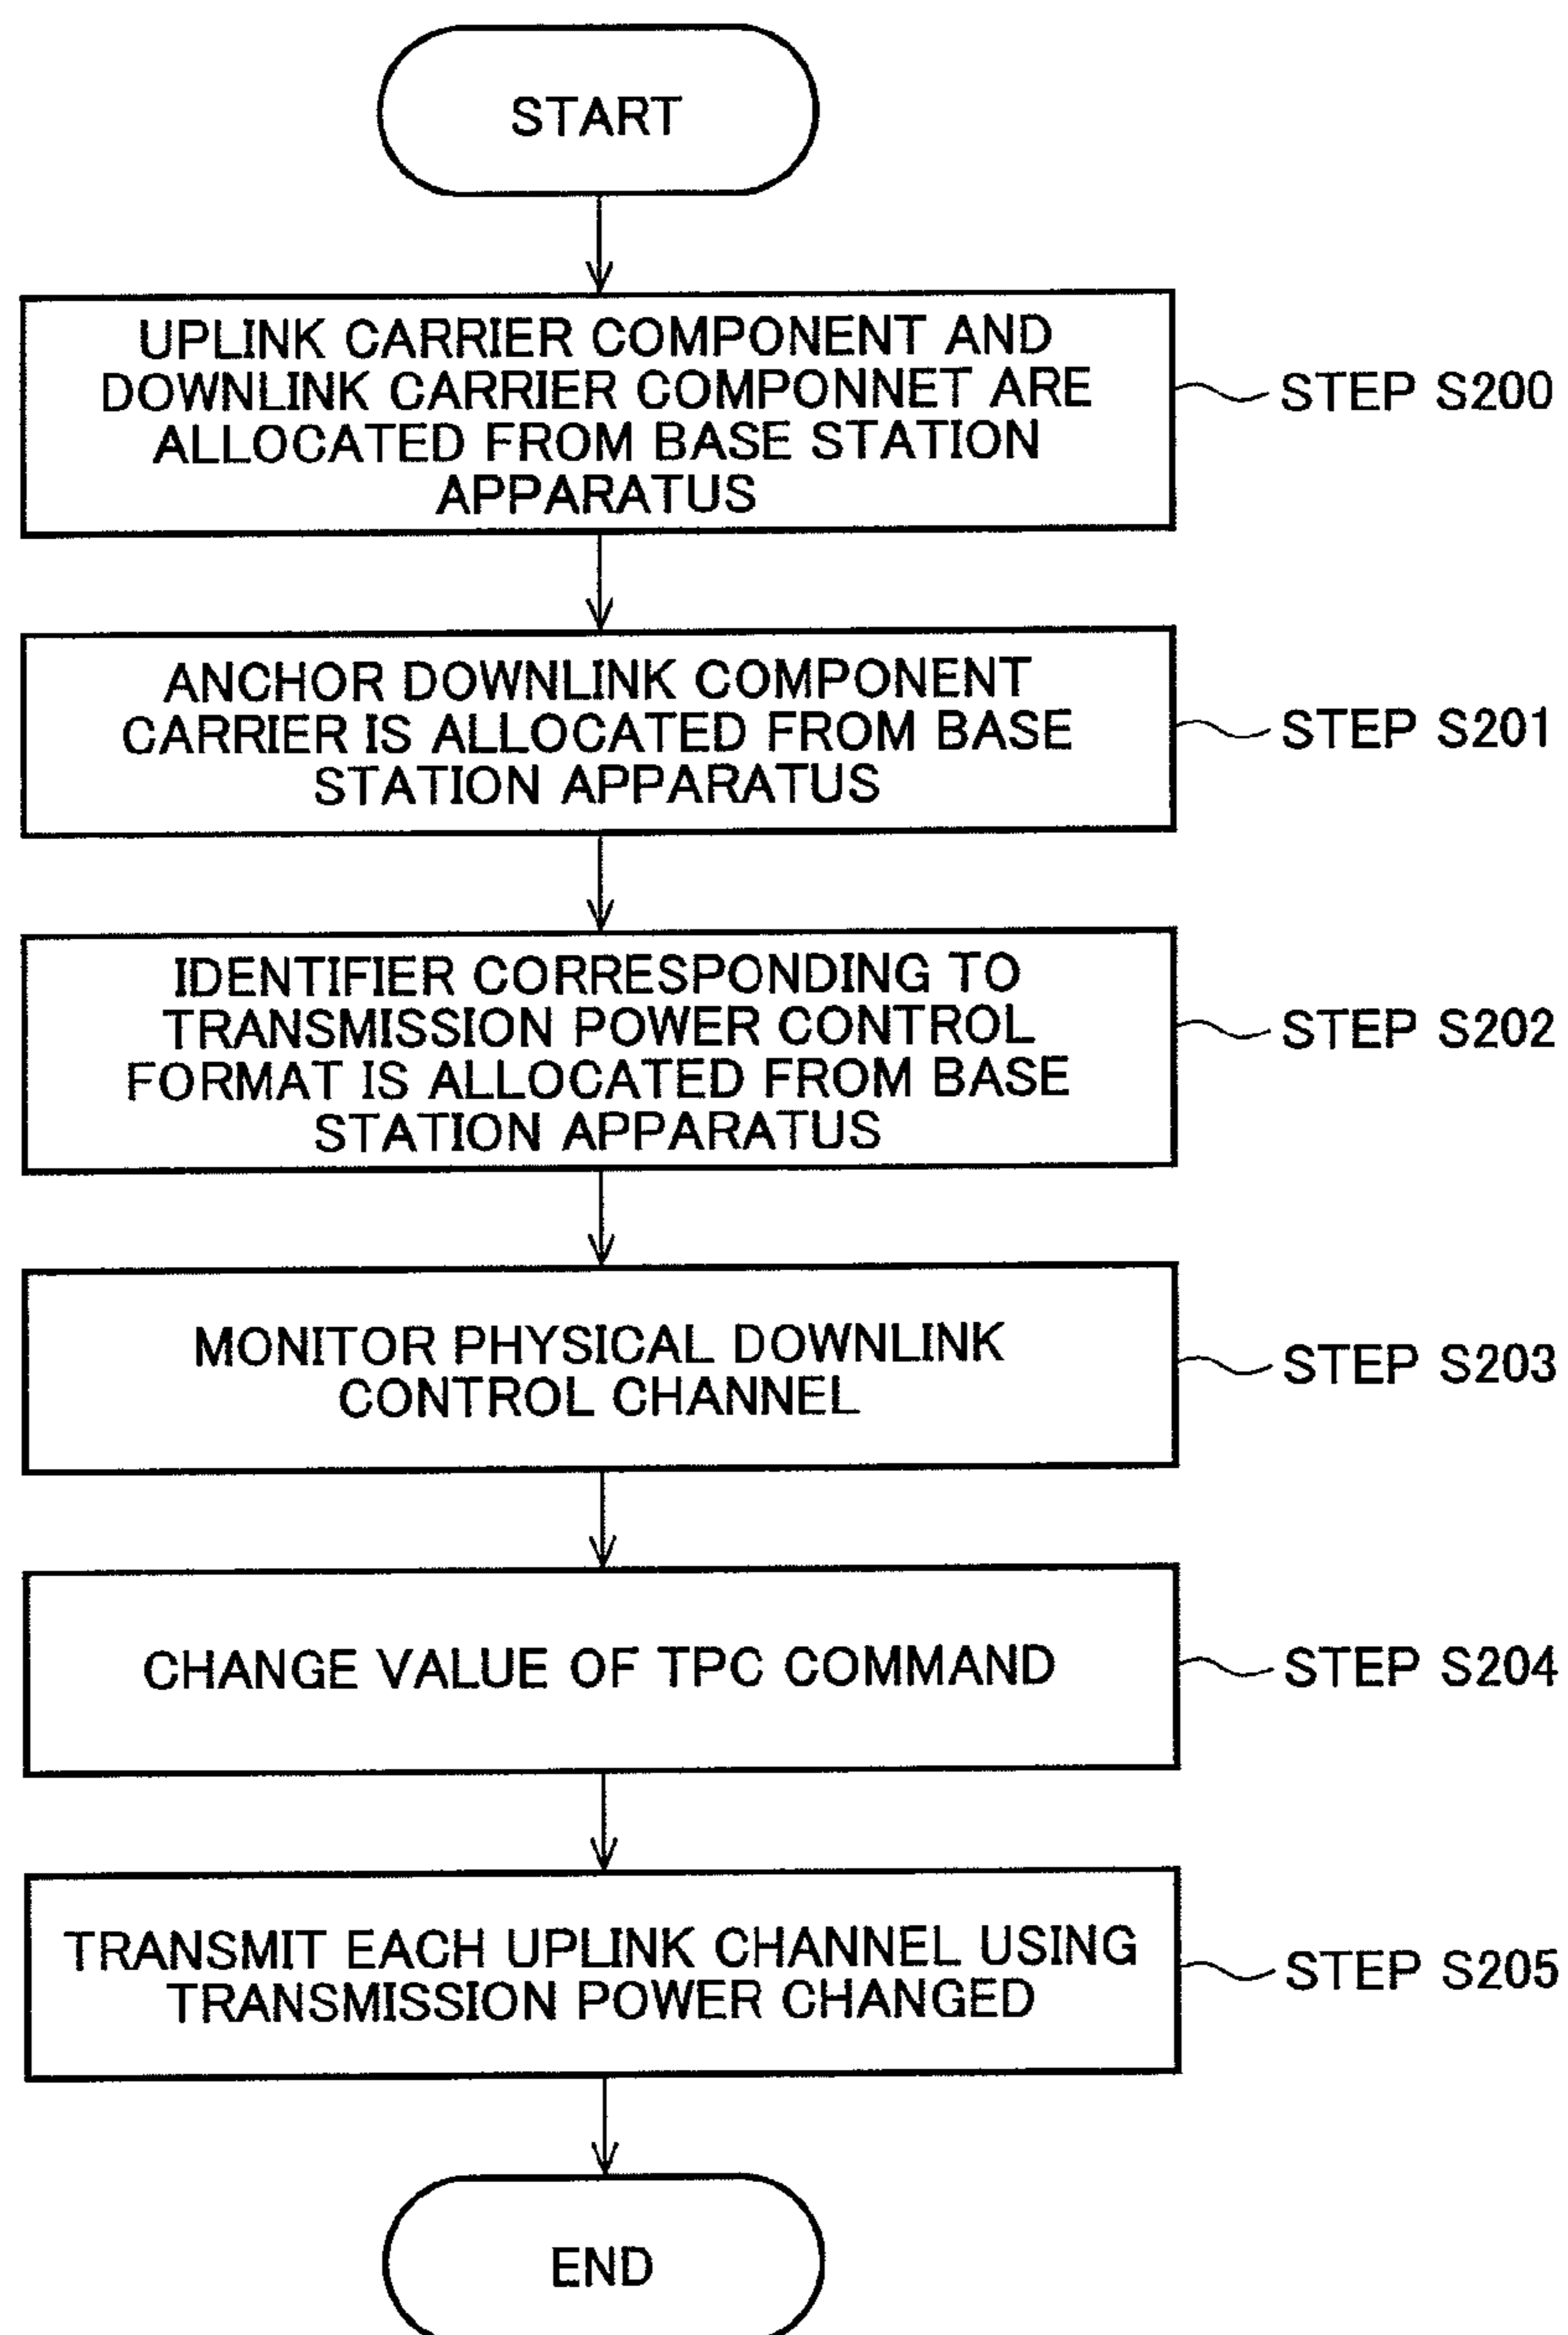 START
UPLINK CARRIER COMPONENT AND
DOWNLINK CARRIER COMPONNET ARE
ALLOCATED FROM BASE STATION
APPARATUS
STEP S200
ANCHOR DOWNLINK COMPONENT
CARRIER IS ALLOCATED FROM BASE
STATION APPARATUS
STEP S201
IDENTIFIER CORRESPONDING TO
TRANSMISSION POWER CONTROL
FORMAT IS ALLOCATED FROM BASE
STATION APPARATUS
STEP S202
MONITOR PHYSICAL DOWNLINK
CONTROL CHANNEL
STEP S203
CHANGE VALUE OF TPC COMMAND
STEP S204
TRANSMIT EACH UPLINK CHANNEL USING
TRANSMISSION POWER CHANGED
STEP S205
END